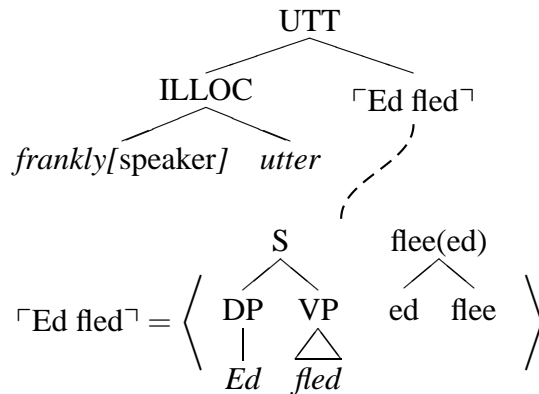 UTT
ILLOC ⌜Ed fled⌝
frankly[speaker] utter
S flee(ed)
⌜Ed fled⌝ = ⟨ DP VP ed flee ⟩
Ed fled